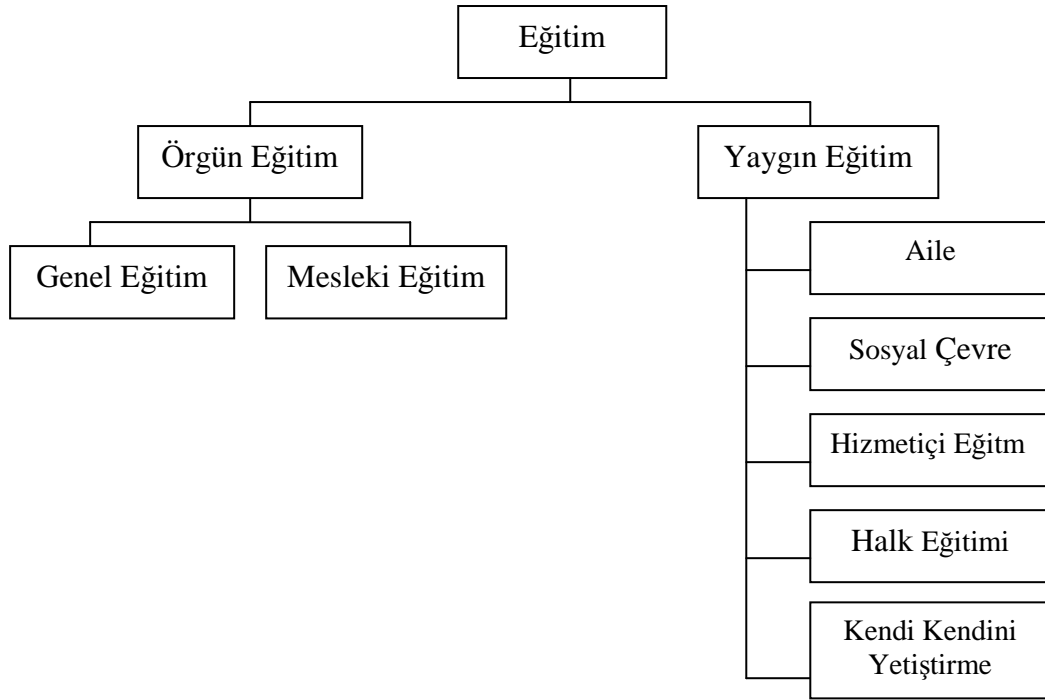 Eğitim
Örgün Eğitim
Yaygın Eğitim
Genel Eğitim
Mesleki Eğitim
Aile
Sosyal Çevre
Hizmetiçi Eğitm
Halk Eğitimi
Kendi Kendini
Yetiştirme